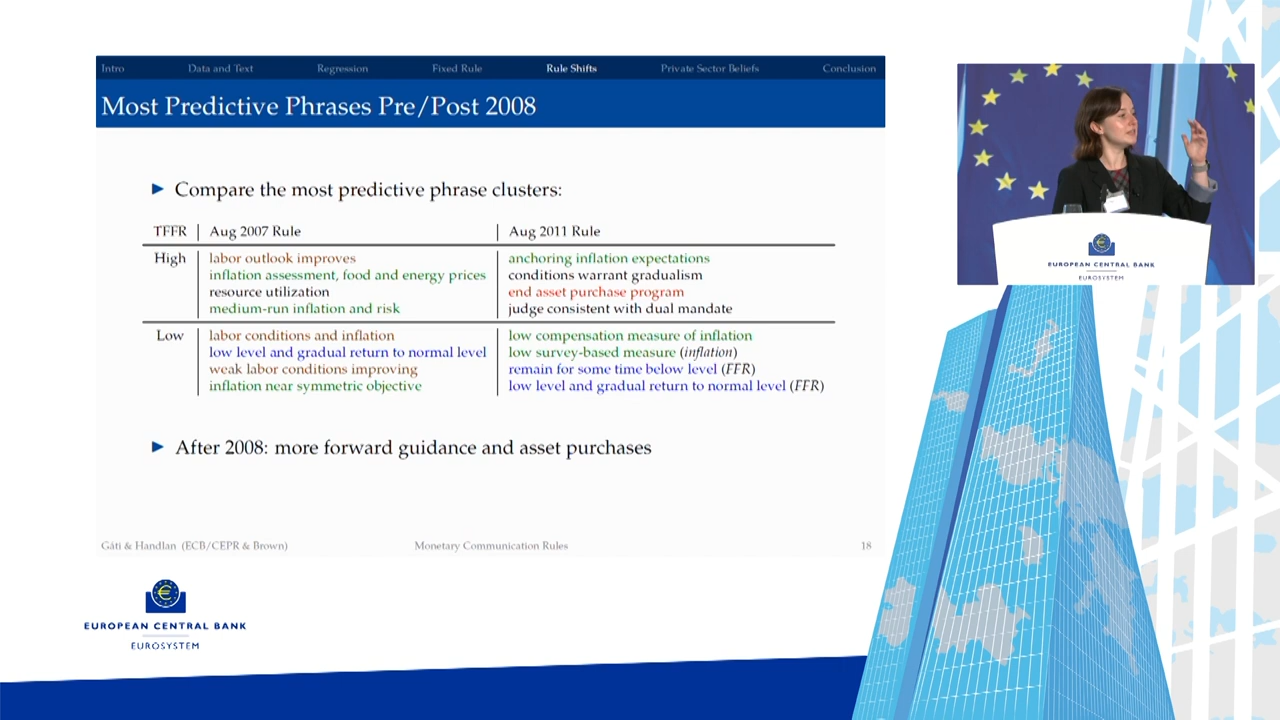 Intro Data and Text Regression Fixed Rule Rule Shifts Private Sector Beliefs Conclusion
Most Predictive Phrases Pre/Post 2008
Compare the most predictive phrase clusters:
TFFR Aug 2007 Rule Aug 2011 Rule
High labor outlook improves anchoring inflation expectations
inflation assessment, food and energy prices conditions warrant gradualism
resource utilization end asset purchase program
medium-run inflation and risk judge consistent with dual mandate
Low labor conditions and inflation low compensation measure of inflation
low level and gradual return to normal level low survey-based measure (inflation)
weak labor conditions improving remain for some time below level (FFR)
inflation near symmetric objective low level and gradual return to normal level (FFR)
After 2008: more forward guidance and asset purchases
Gáti & Handlan (ECB/CEPR & Brown) Monetary Communication Rules 18
EUROPEAN CENTRAL BANK
EUROSYSTEM
EUROPEAN CENTRAL BANK
EUROSYSTEM